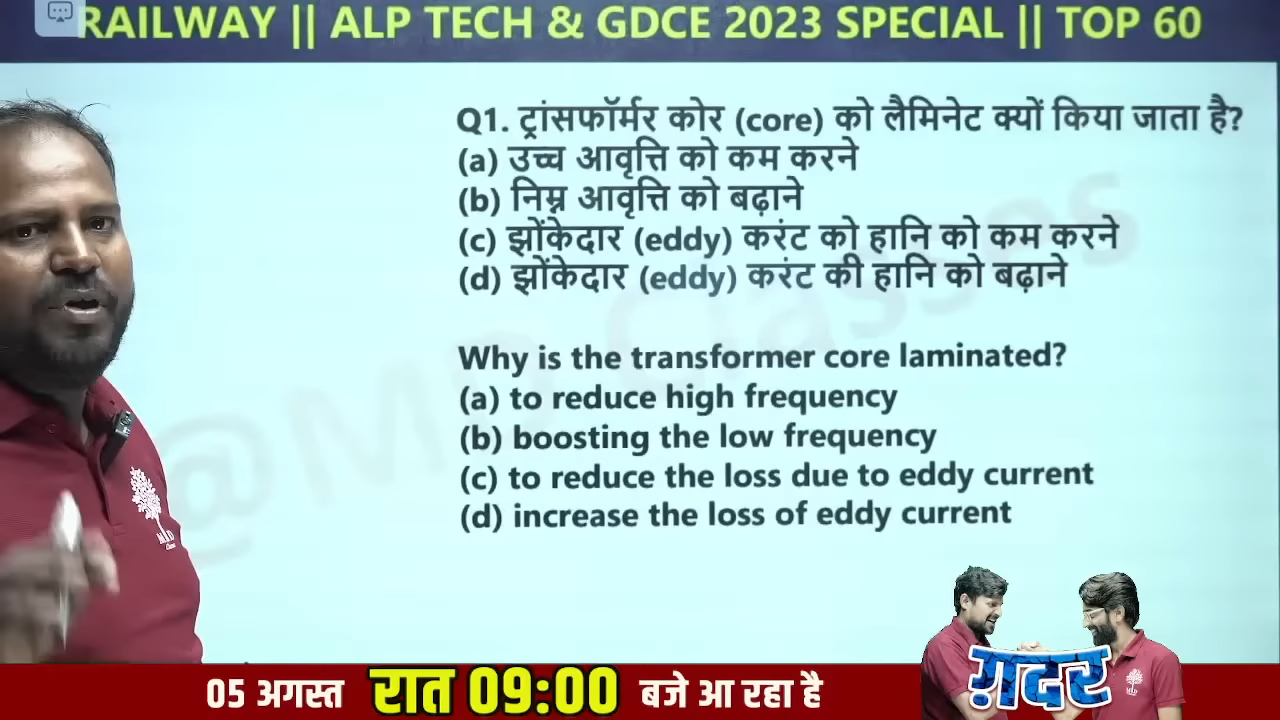 RAILWAY || ALP TECH & GDCE 2023 SPECIAL || TOP 60
Q1. ट्रांसफॉर्मर कोर (core) को लैमिनेट क्यों किया जाता है?
(a) उच्च आवृत्ति को कम करने
(b) निम्न आवृत्ति को बढ़ाने
(c) झोंकेदार (eddy) करंट को हानि को कम करने
(d) झोंकेदार (eddy) करंट की हानि को बढ़ाने
Why is the transformer core laminated?
(a) to reduce high frequency
(b) boosting the low frequency
(c) to reduce the loss due to eddy current
(d) increase the loss of eddy current
05 अगस्त रात 09:00 बजे आ रहा है
ग़दर